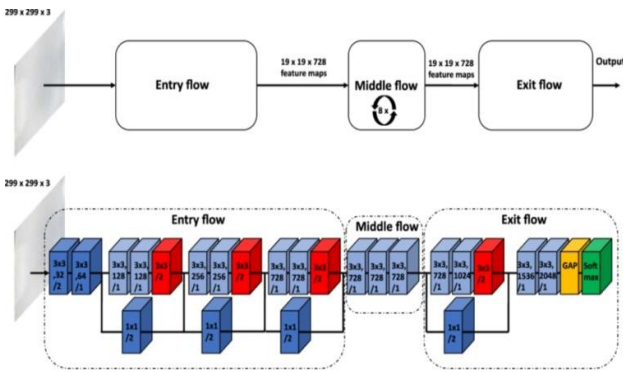 299 x 299 x 3
Entry flow
19 x 19 x 728
feature maps
Middle flow
8 x
19 x 19 x 728
feature maps
Exit flow
Output
299 x 299 x 3
Entry flow
Middle flow
Exit flow
3x3
,32
/2
3x3
,64
/1
3x3,
128
/1
3x3,
128
/1
3x3
/2
3x3,
256
/1
3x3,
256
/1
3x3
/2
3x3,
728
/1
3x3,
728
/1
3x3
/2
3x3,
728
/1
3x3,
728
/1
3x3,
728
/1
3x3,
728
/1
3x3,
1024
/1
3x3
/2
3x3,
1536
/1
3x3,
2048
/1
GAP
Soft
max
1x1
/2
1x1
/2
1x1
/2
1x1
/2